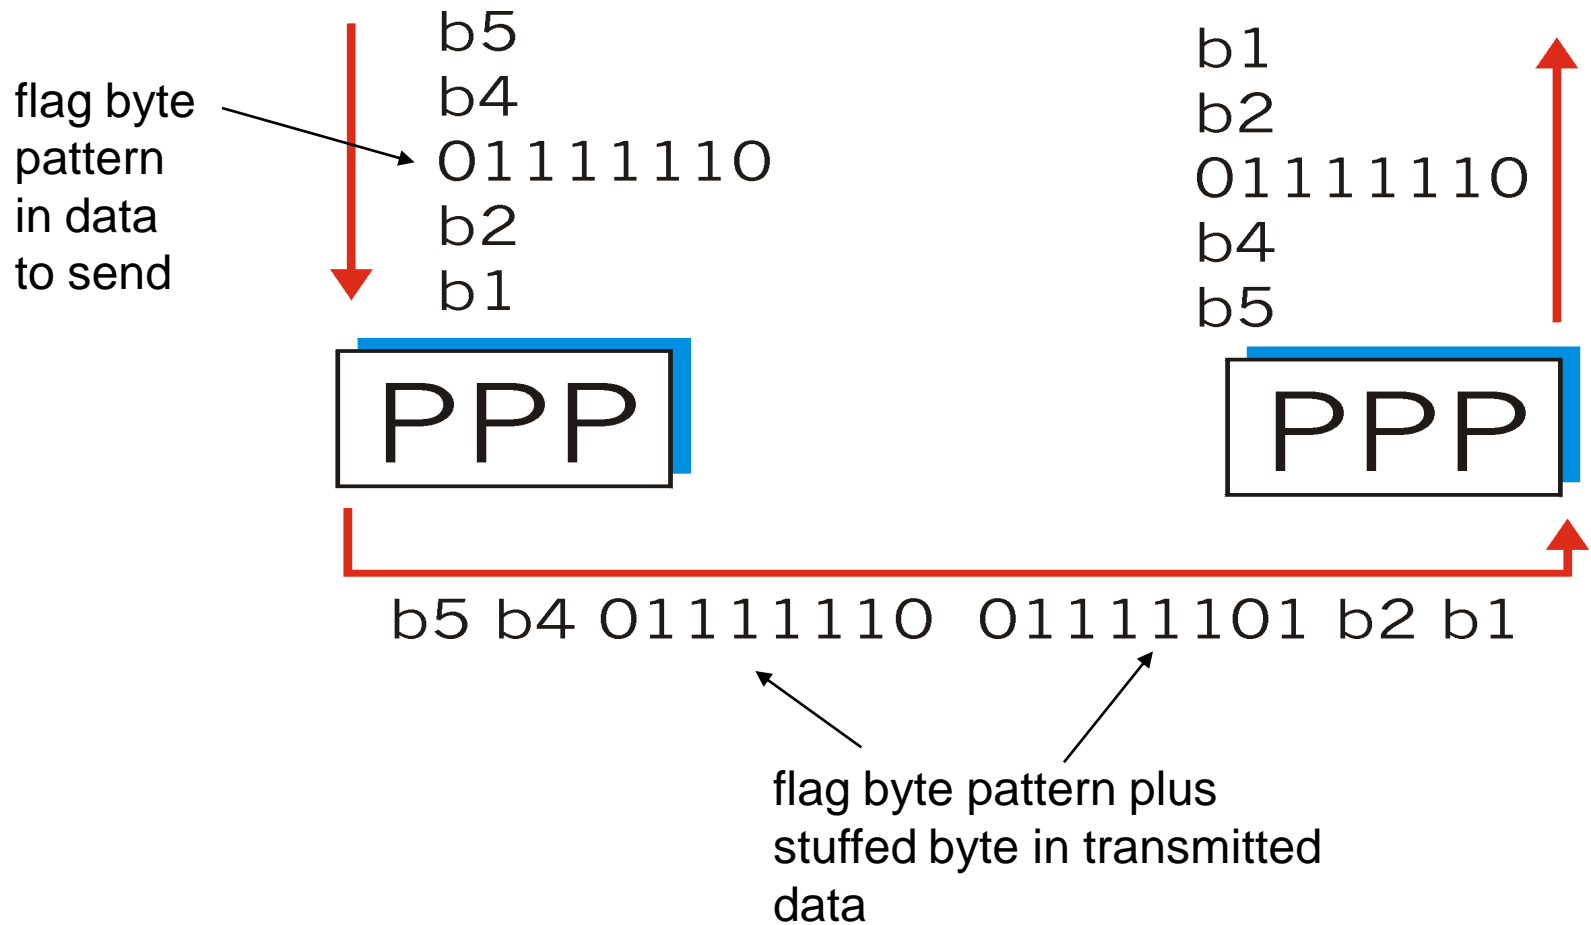 flag byte
pattern
in data
to send
b5
b4
01111110
b2
b1
b1
b2
01111110
b4
b5
PPP
PPP
b5 b4 01111110 01111101 b2 b1
flag byte pattern plus
stuffed byte in transmitted
data